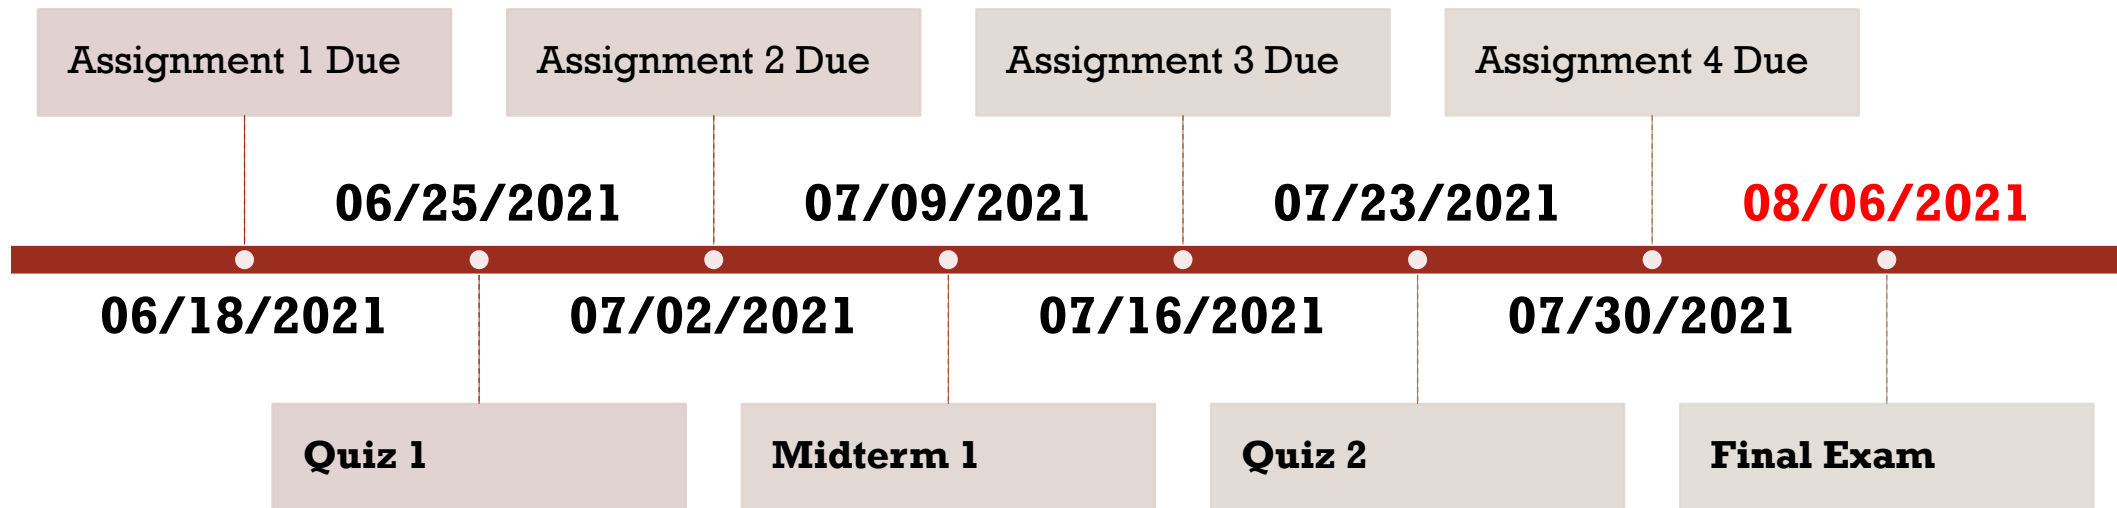 Assignment 1 Due
Assignment 2 Due
Assignment 3 Due
Assignment 4 Due
06/25/2021
07/09/2021
07/23/2021
08/06/2021
06/18/2021
07/02/2021
07/16/2021
07/30/2021
Quiz 1
Midterm 1
Quiz 2
Final Exam